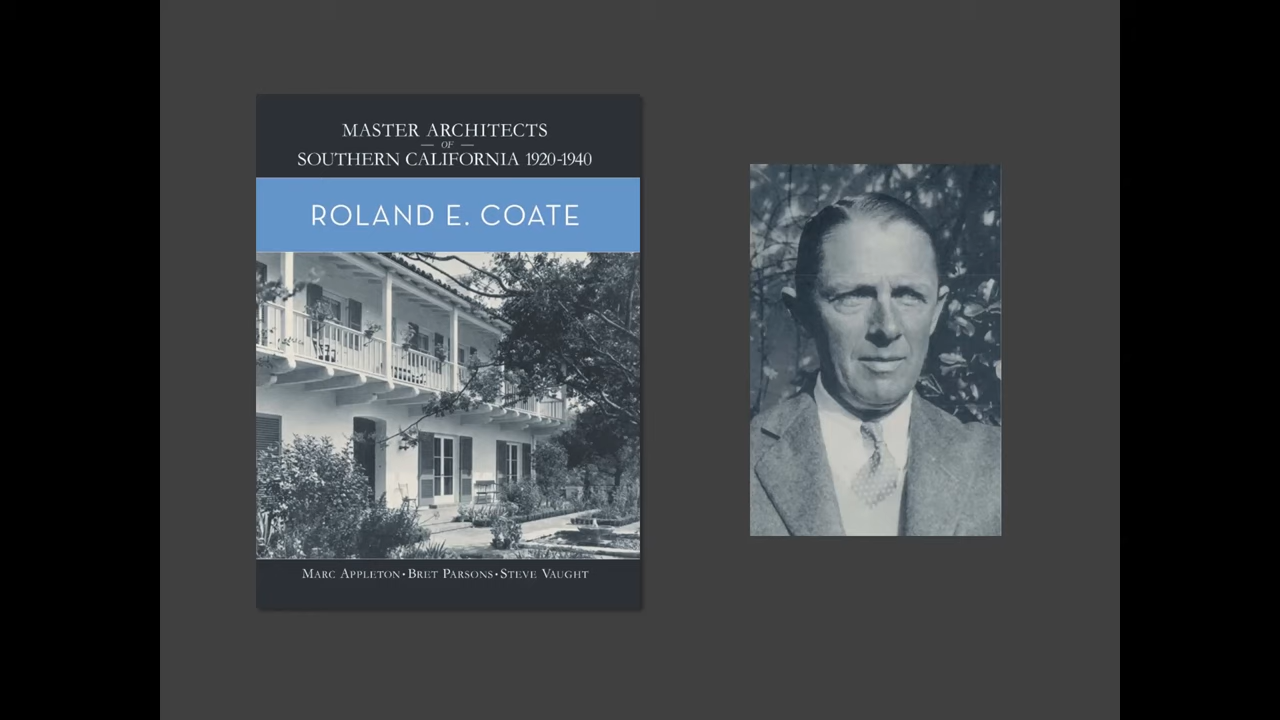 MASTER ARCHITECTS
— OF —
SOUTHERN CALIFORNIA 1920-1940
ROLAND E. COATE
MARC APPLETON • BRET PARSONS • STEVE VAUGHT